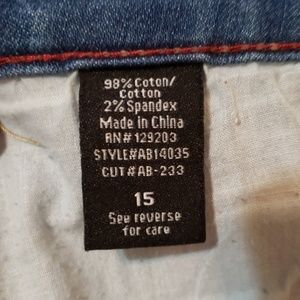 98% Coton/
Cotton
2% Spandex
Made in China
RN# 129203
STYLE#AB14035
CUT#AB-233
15
See reverse
for care